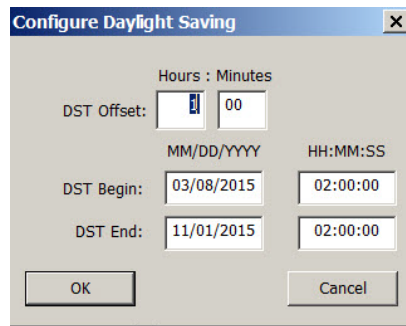 Configure Daylight Saving
Hours : Minutes
DST Offset: 1 00
MM/DD/YYYY HH:MM:SS
DST Begin: 03/08/2015 02:00:00
DST End: 11/01/2015 02:00:00
OK Cancel